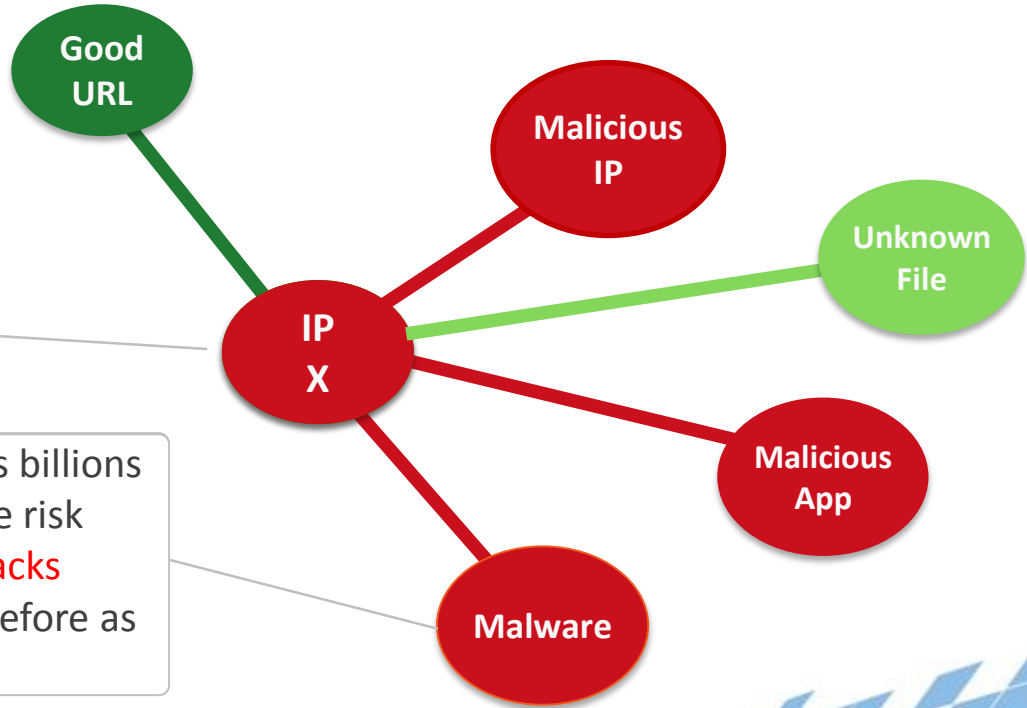 Good
URL
Malicious
IP
Unknown
File
IP
X
Malicious
App
s billions
e risk
acks
efore as
Malware